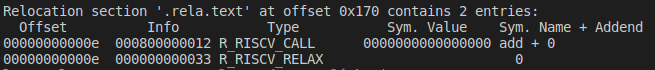 Relocation section '.rela.text' at offset 0x170 contains 2 entries:
  Offset          Info           Type           Sym. Value    Sym. Name + Addend
00000000000e  000800000012 R_RISCV_CALL      0000000000000000 add + 0
00000000000e  000000000033 R_RISCV_RELAX                        0